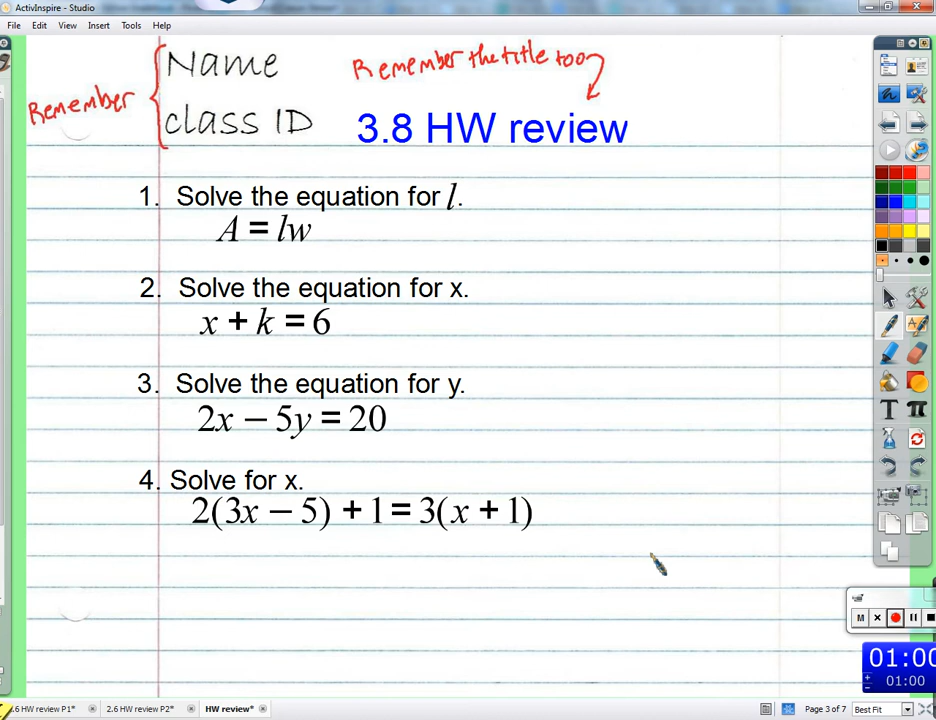 ActivInspire - Studio
File Edit View Insert Tools Help
Name
Remember the title too
Remember
class ID
3.8 HW review
1. Solve the equation for l.
A = lw
2. Solve the equation for x.
x + k = 6
3. Solve the equation for y.
2x − 5y = 20
4. Solve for x.
2(3x − 5) + 1 = 3(x + 1)
M
01:00
01:00
.6 HW review P1* 2.6 HW review P2* HW review* Page 3 of 7 Best Fit